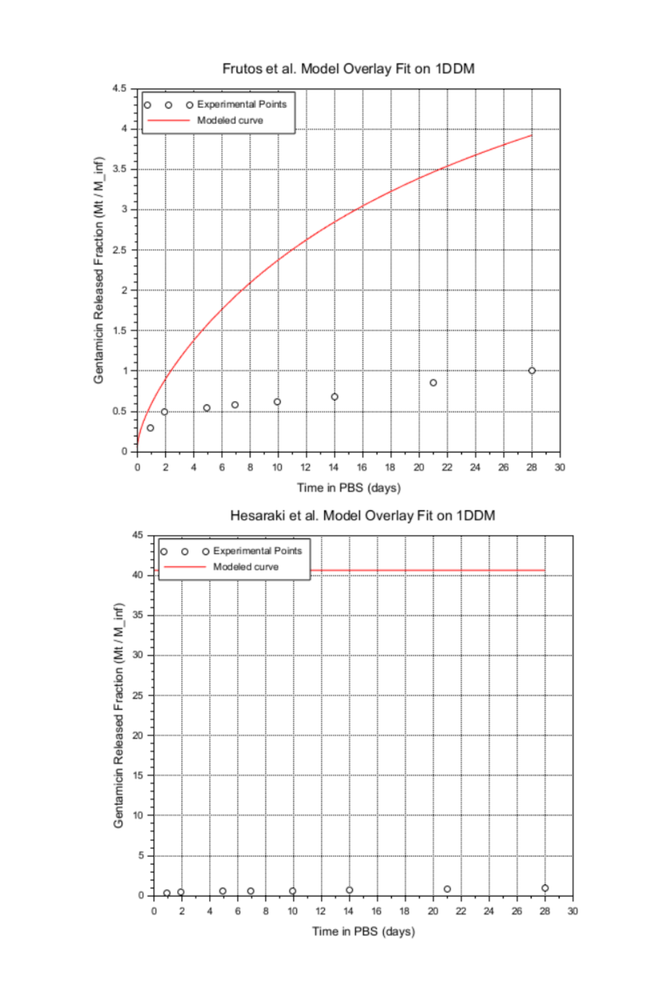 Frutos et al. Model Overlay Fit on 1DDM
4.5
4
3.5
3
2.5
2
1.5
1
0.5
0
Gentamicin Released Fraction (Mt / M_inf)
Experimental Points
Modeled curve
0 2 4 6 8 10 12 14 16 18 20 22 24 26 28 30
Time in PBS (days)
Hesaraki et al. Model Overlay Fit on 1DDM
45
40
35
30
25
20
15
10
5
0
Gentamicin Released Fraction (Mt / M_inf)
Experimental Points
Modeled curve
0 2 4 6 8 10 12 14 16 18 20 22 24 26 28 30
Time in PBS (days)